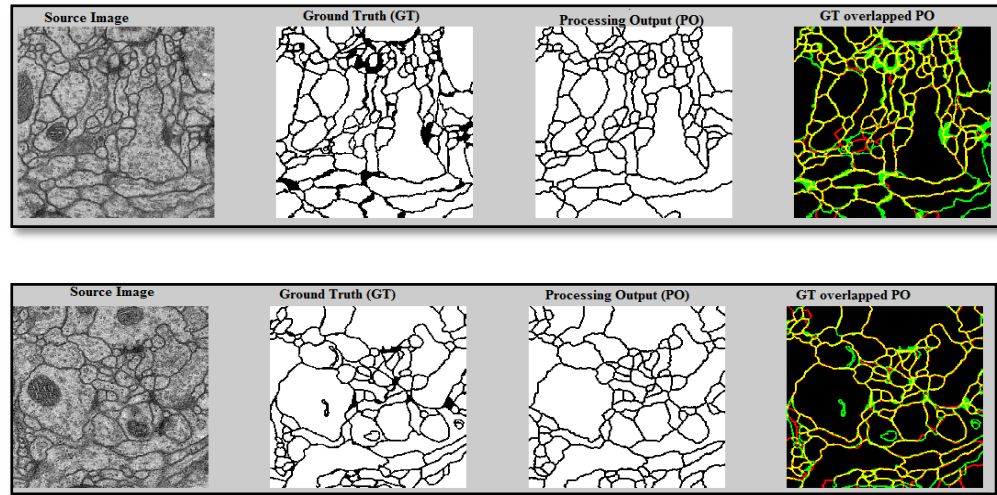 Source Image
Ground Truth (GT)
Processing Output (PO)
GT overlapped PO
Source Image
Ground Truth (GT)
Processing Output (PO)
GT overlapped PO